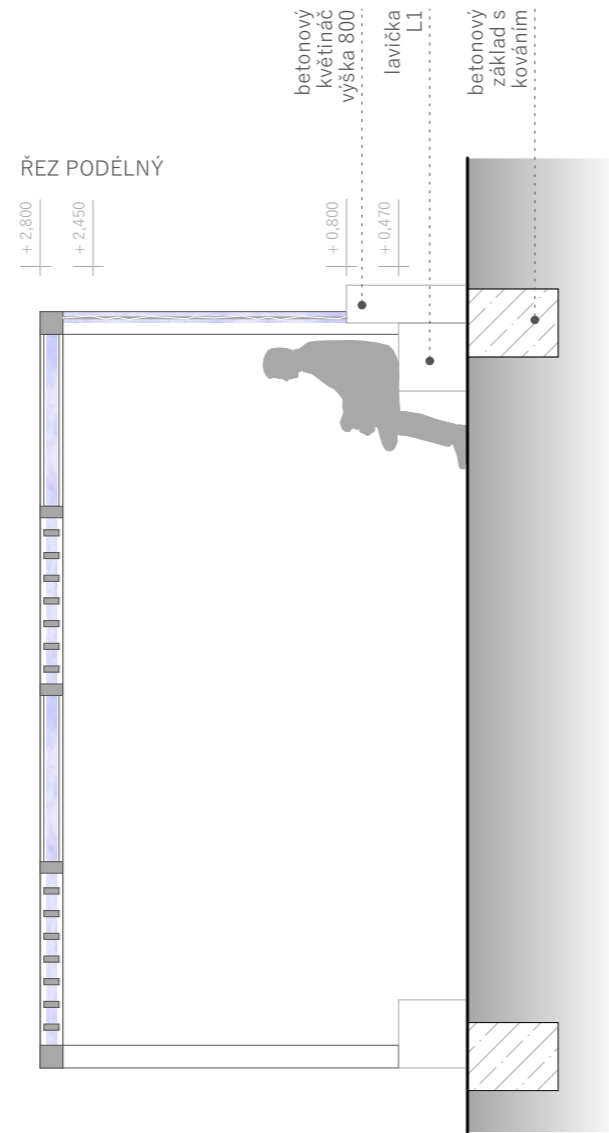 betonový
květináč
výška 800
lavička
L1
betonový
základ s
kováním
ŘEZ PODÉLNÝ
+ 2,800
+ 2,450
+ 0,800
+ 0,470